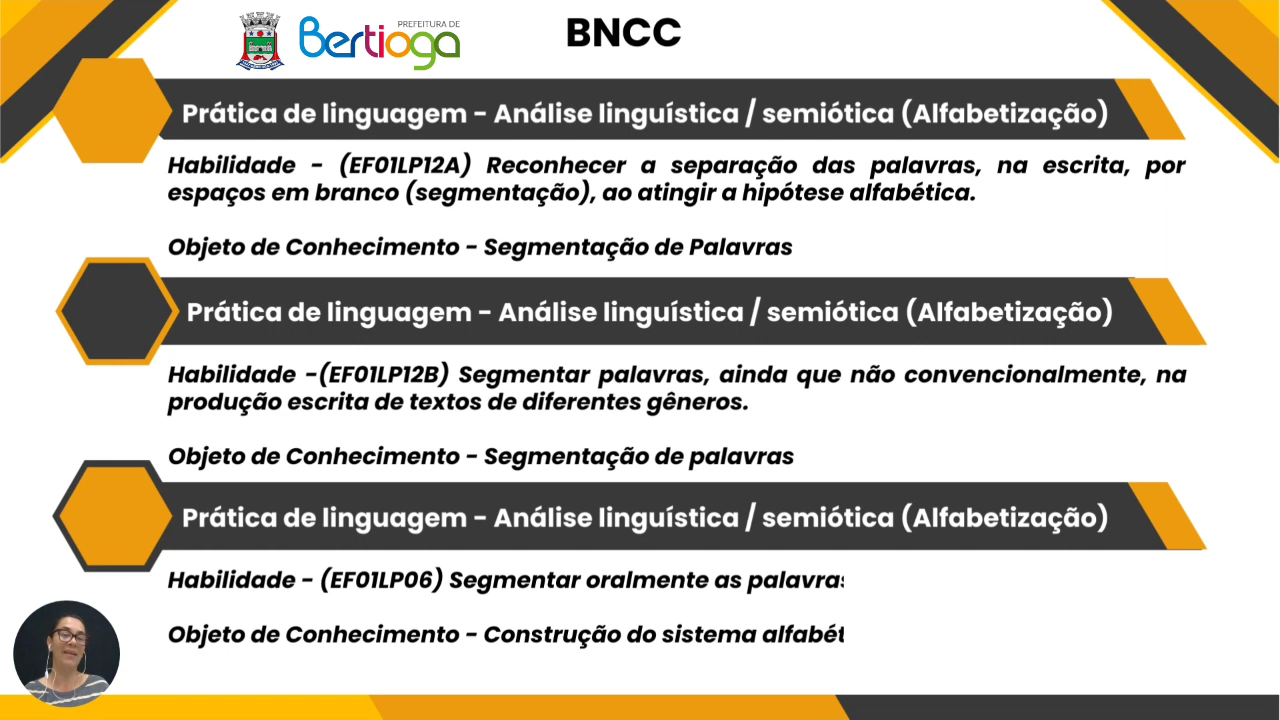 PREFEITURA DE
Bertioga
BNCC
Prática de linguagem - Análise linguística / semiótica (Alfabetização)
Habilidade - (EF01LP12A) Reconhecer a separação das palavras, na escrita, por
espaços em branco (segmentação), ao atingir a hipótese alfabética.
Objeto de Conhecimento - Segmentação de Palavras
Prática de linguagem - Análise linguística / semiótica (Alfabetização)
Habilidade -(EF01LP12B) Segmentar palavras, ainda que não convencionalmente, na
produção escrita de textos de diferentes gêneros.
Objeto de Conhecimento - Segmentação de palavras
Prática de linguagem - Análise linguística / semiótica (Alfabetização)
Habilidade - (EF01LP06) Segmentar oralmente as palavras
Objeto de Conhecimento - Construção do sistema alfabét